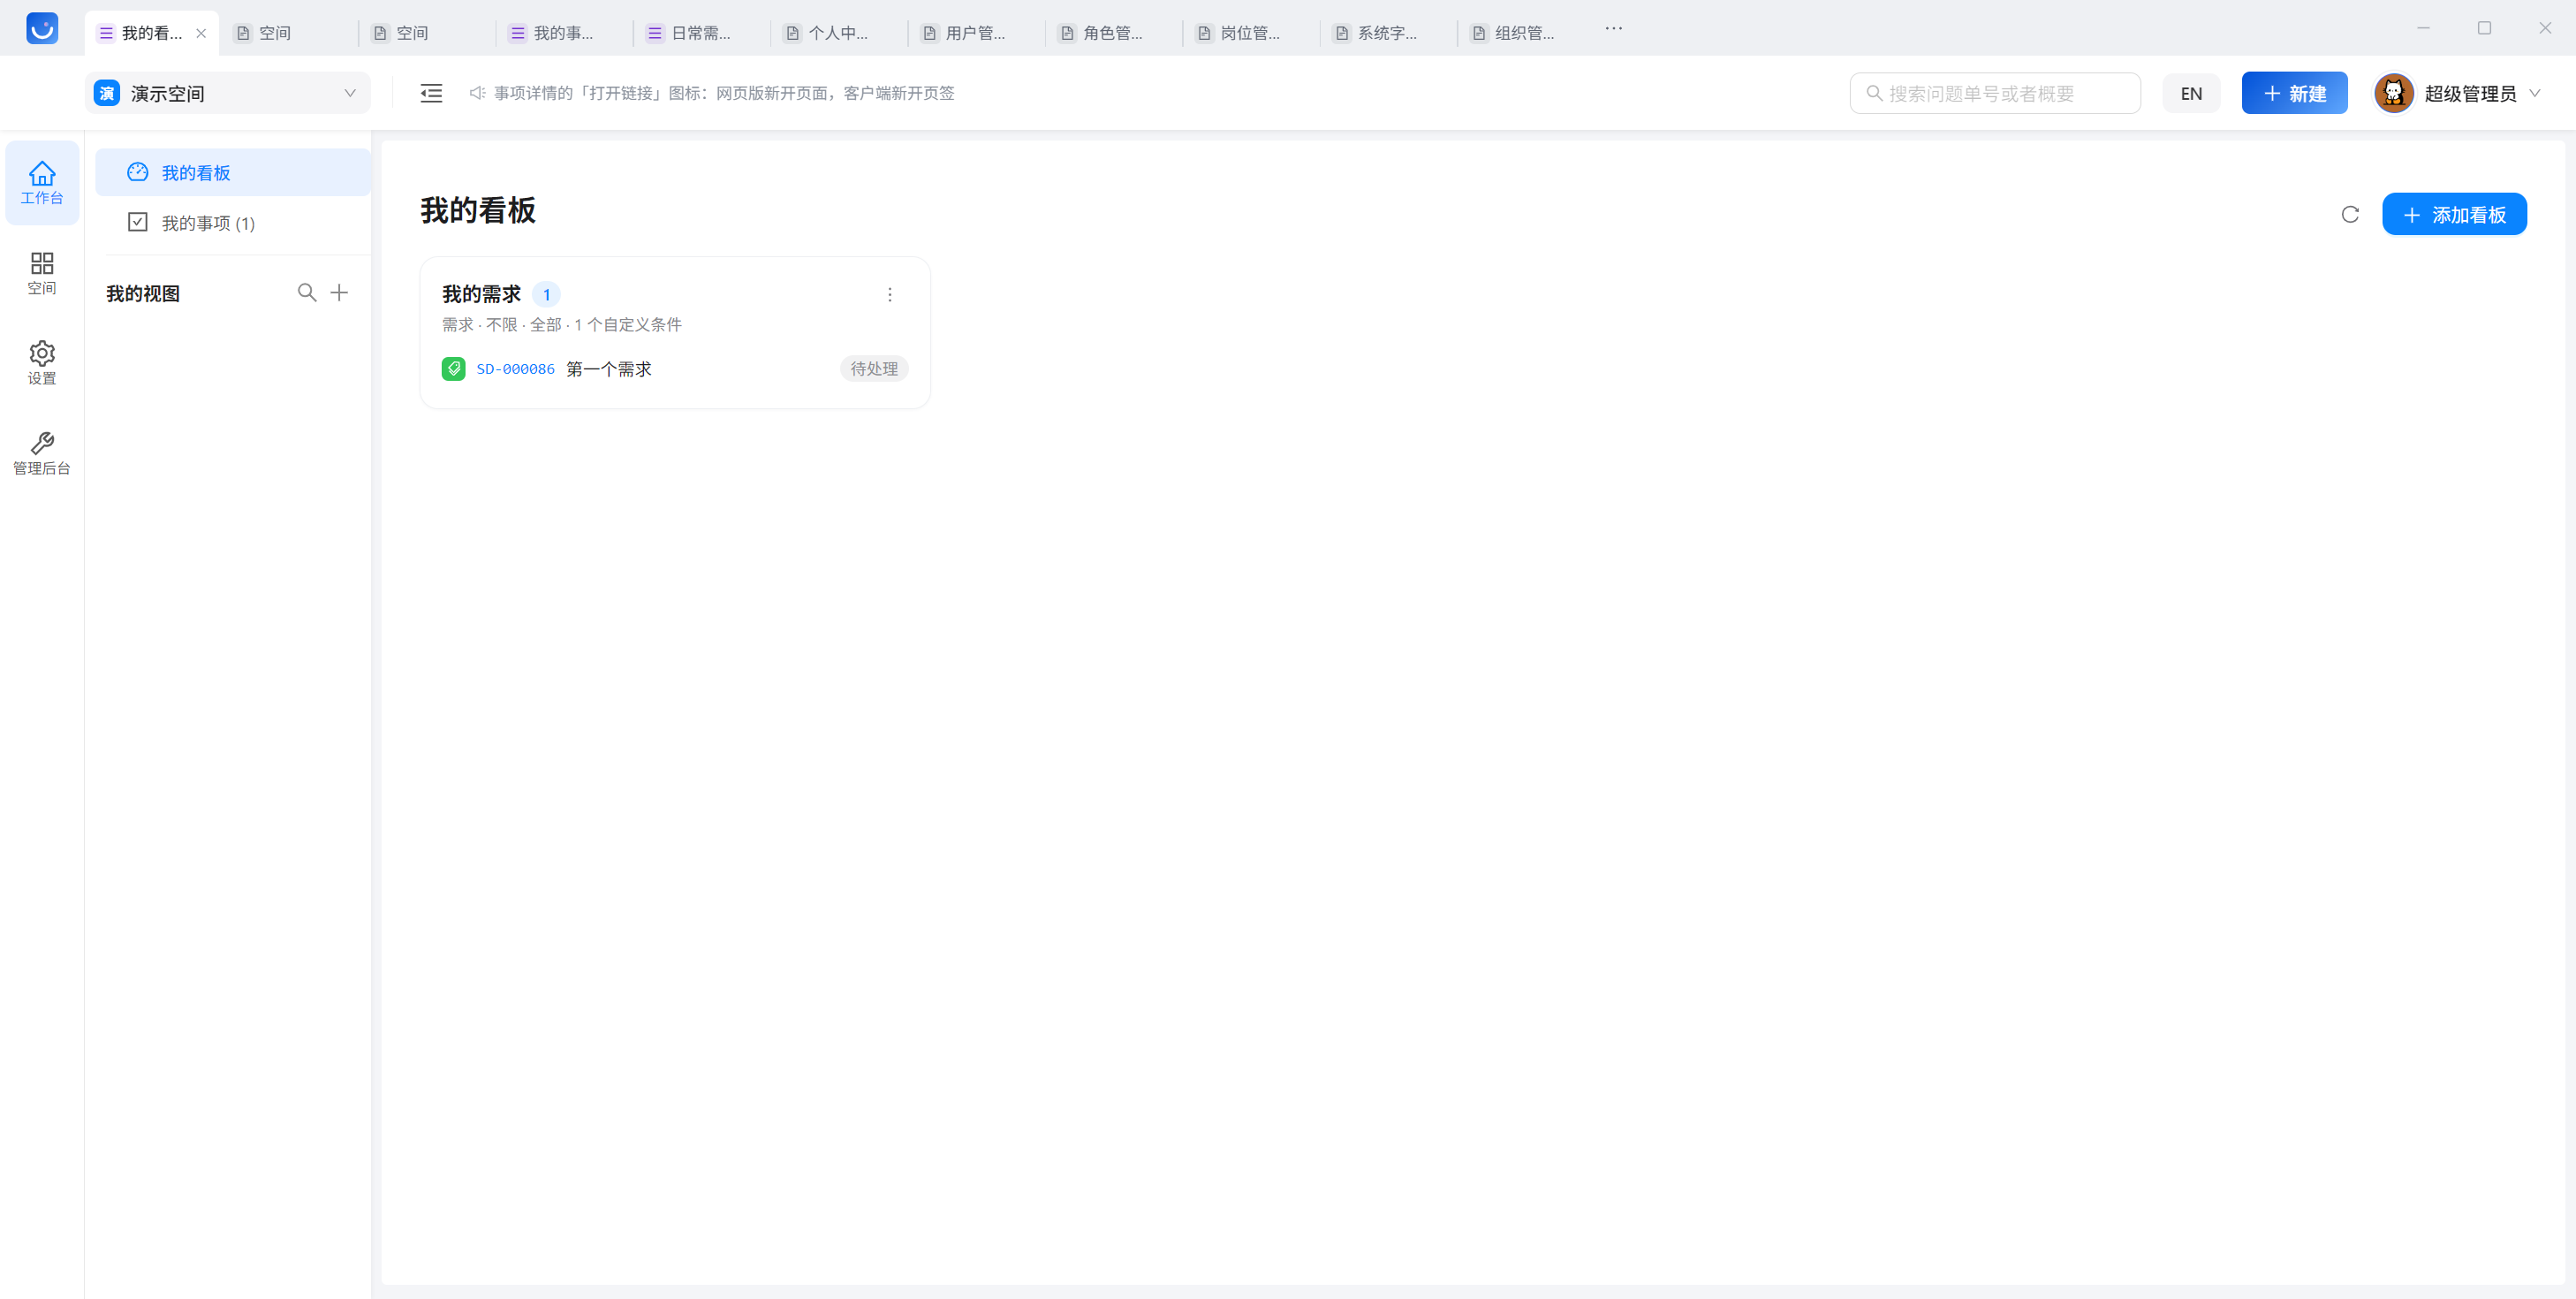 我的看...
空间
空间
我的事...
日常需...
个人中...
用户管...
角色管...
岗位管...
系统字...
组织管...
演 演示空间
事项详情的「打开链接」图标：网页版新开页面，客户端新开页签
搜索问题单号或者概要
EN
新建
超级管理员
工作台
空间
设置
管理后台
我的看板
我的事项 (1)
我的视图
我的看板
添加看板
我的需求 1
需求 · 不限 · 全部 · 1 个自定义条件
SD-000086 第一个需求 待处理